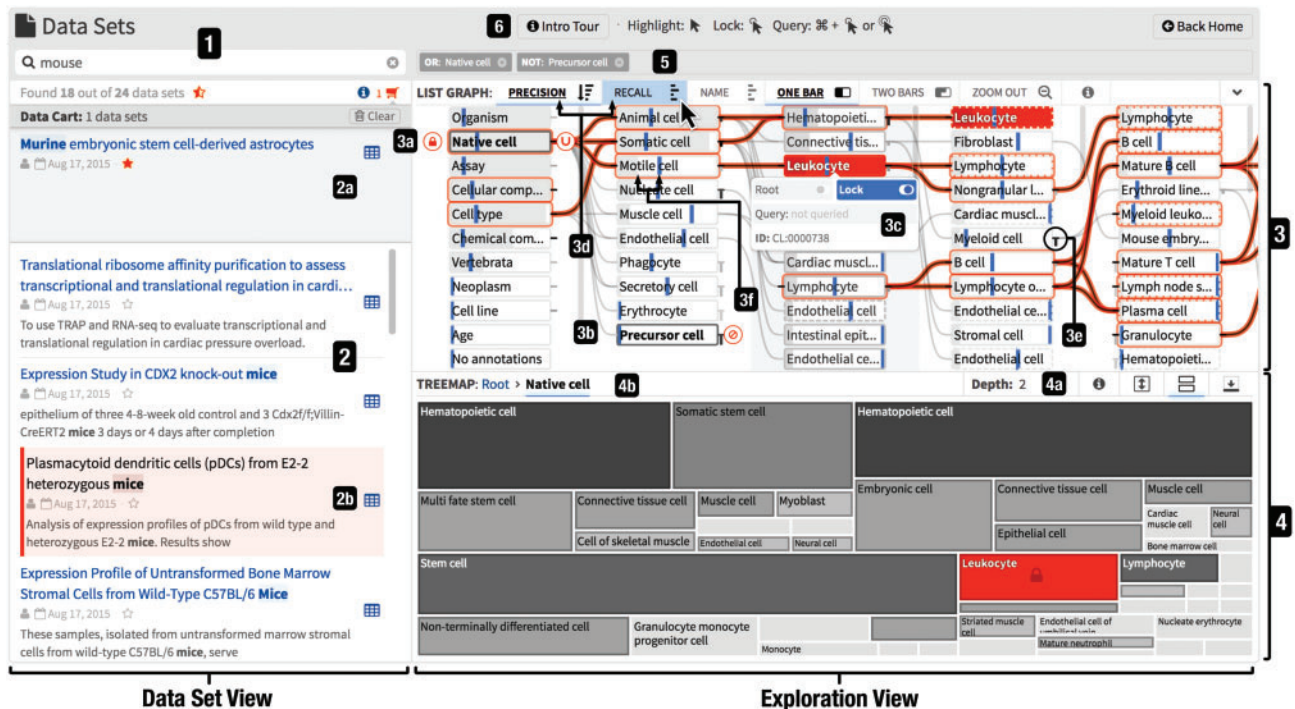 Data Sets
1
6
Intro Tour
Highlight:
Lock:
Query: ⌘ +
or
Back Home
mouse
OR: Native cell
NOT: Precursor cell
5
Found 18 out of 24 data sets
1
LIST GRAPH:
PRECISION
RECALL
NAME
ONE BAR
TWO BARS
ZOOM OUT
Data Cart: 1 data sets
Clear
Murine embryonic stem cell-derived astrocytes
Aug 17, 2015
2a
Translational ribosome affinity purification to assess
transcriptional and translational regulation in cardi...
Aug 17, 2015
To use TRAP and RNA-seq to evaluate transcriptional and
translational regulation in cardiac pressure overload.
2
Expression Study in CDX2 knock-out mice
Aug 17, 2015
epithelium of three 4-8-week old control and 3 Cdx2f/f;Villin-
CreERT2 mice 3 days or 4 days after completion
Plasmacytoid dendritic cells (pDCs) from E2-2
heterozygous mice
2b
Aug 17, 2015
Analysis of expression profiles of pDCs from wild type and
heterozygous E2-2 mice. Results show
Expression Profile of Untransformed Bone Marrow
Stromal Cells from Wild-Type C57BL/6 Mice
Aug 17, 2015
These samples, isolated from untransformed marrow stromal
cells from wild-type C57BL/6 mice, serve
Organism
3a
Native cell
Assay
Cellular comp...
Cell type
Chemical com...
Vertebrata
Neoplasm
Cell line
Age
No annotations
3d
3b
Animal cell
Somatic cell
Motile cell
Nucleate cell
Muscle cell
Endothelial cell
Phagocyte
Secretory cell
Erythrocyte
Precursor cell
3f
Hematopoieti...
Connective tis...
Leukocyte
Root
Lock
Query: not queried
3c
ID: CL:0000738
Cardiac muscl...
Lymphocyte
Endothelial cell
Intestinal epit...
Endothelial ce...
Leukocyte
Fibroblast
Lymphocyte
Nongranular l...
Cardiac muscl...
Myeloid cell
B cell
Lymphocyte o...
Endothelial ce...
Stromal cell
Endothelial cell
3e
Lymphocyte
B cell
Mature B cell
Erythroid line...
Myeloid leuko...
Mouse embry...
Mature T cell
Lymph node s...
Plasma cell
Granulocyte
Hematopoieti...
3
TREEMAP: Root › Native cell
4b
Depth: 2
4a
Hematopoietic cell
Somatic stem cell
Hematopoietic cell
Multi fate stem cell
Connective tissue cell
Muscle cell
Myoblast
Cell of skeletal muscle
Endothelial cell
Neural cell
Embryonic cell
Connective tissue cell
Muscle cell
Epithelial cell
Cardiac
muscle cell
Neural
cell
Bone marrow cell
4
Stem cell
Leukocyte
Lymphocyte
Non-terminally differentiated cell
Granulocyte monocyte
progenitor cell
Monocyte
Striated muscle
cell
Endothelial cell of
umbilical vein
Mature neutrophil
Nucleate erythrocyte
Data Set View
Exploration View